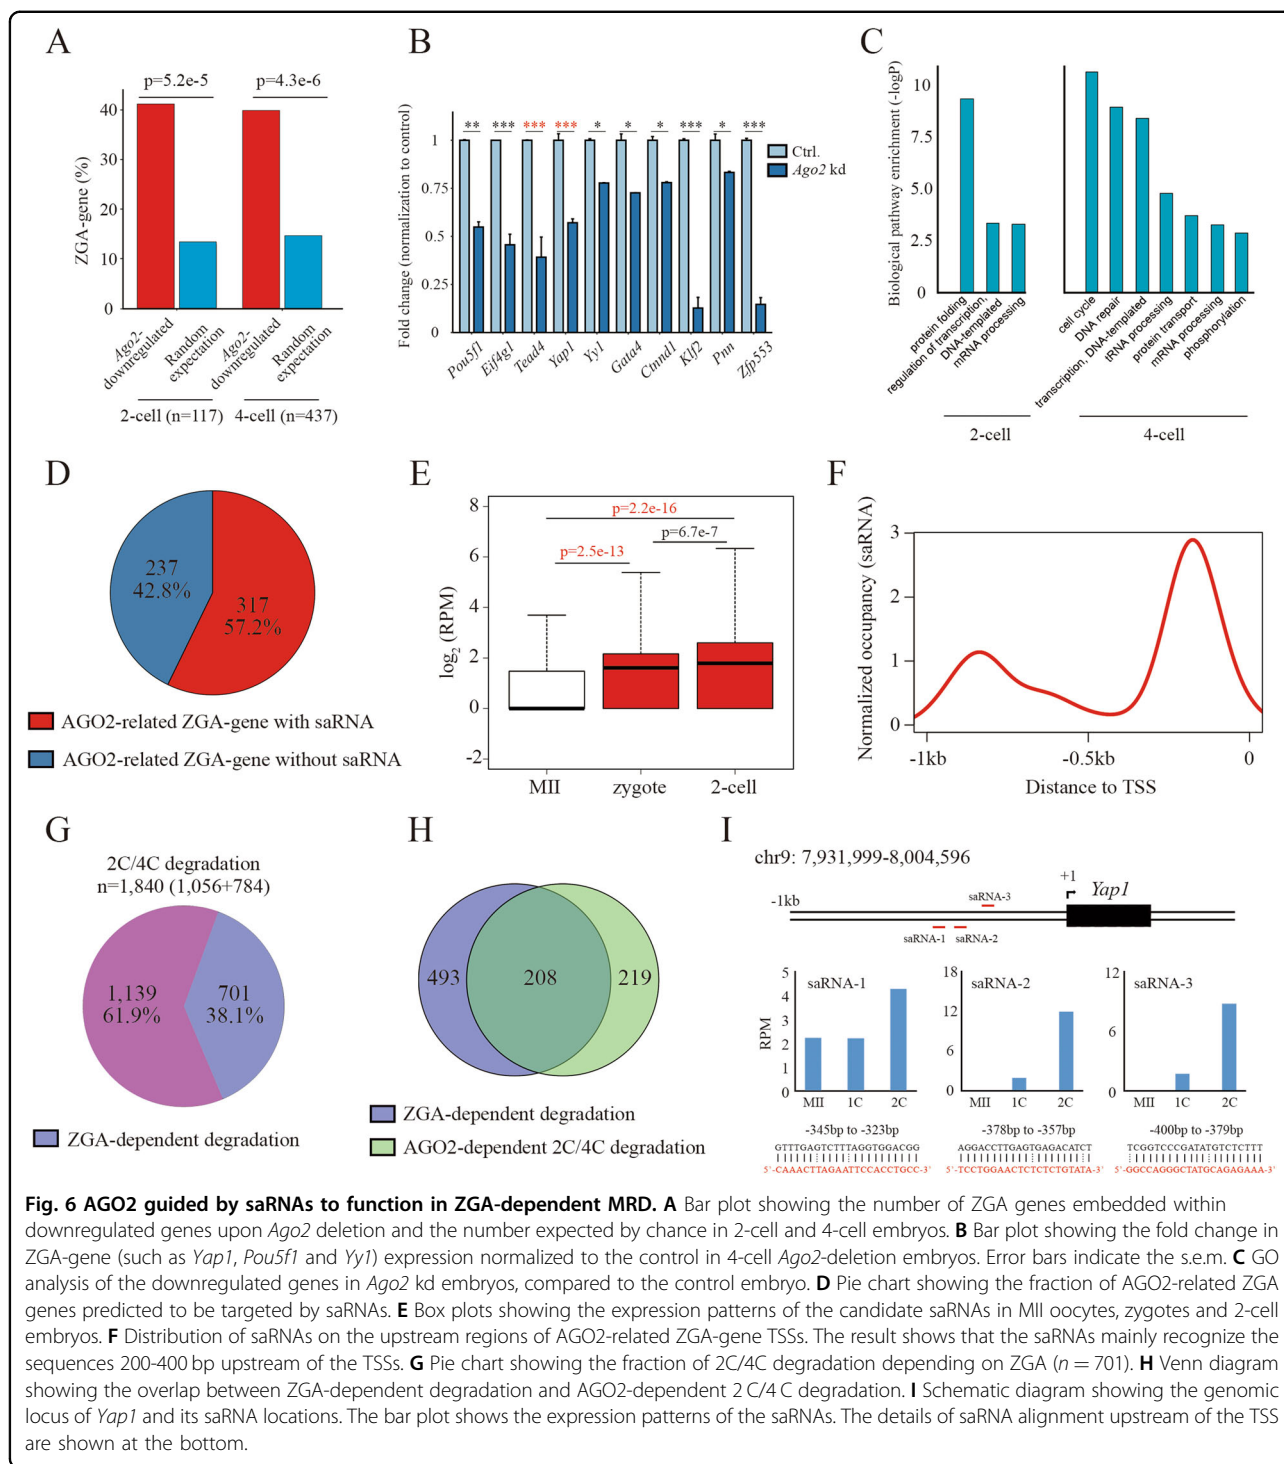 A
p=5.2e-5
p=4.3e-6
ZGA-gene (%)
40
30
20
10
0
Ago2-
downregulated
Random
expectation
Ago2-
downregulated
Random
expectation
2-cell (n=117)
4-cell (n=437)
B
Fold change (normalization to control)
1
0.75
0.5
0.25
0
** *** *** *** * * * *** * ***
Ctrl.
Ago2 kd
Pou5f1
Eif4g1
Tead4
Yap1
Yy1
Gata4
Ctnnd1
Klf2
Pnn
Zfp553
C
Biological pathway enrichment (-logP)
10
7.5
5.0
2.5
0
protein folding
regulation of transcription,
DNA-templated
mRNA processing
cell cycle
DNA repair
transcription, DNA-templated
tRNA processing
protein transport
mRNA processing
phosphorylation
2-cell
4-cell
D
237
42.8%
317
57.2%
AGO2-related ZGA-gene with saRNA
AGO2-related ZGA-gene without saRNA
E
log2 (RPM)
8
6
4
2
0
-2
p=2.2e-16
p=6.7e-7
p=2.5e-13
MII
zygote
2-cell
F
Normalized occupancy (saRNA)
3
2
1
0
-1kb
-0.5kb
0
Distance to TSS
G
2C/4C degradation
n=1,840 (1,056+784)
1,139
61.9%
701
38.1%
ZGA-dependent degradation
H
493
208
219
ZGA-dependent degradation
AGO2-dependent 2C/4C degradation
I
chr9: 7,931,999-8,004,596
-1kb
saRNA-3
+1
Yap1
saRNA-1
saRNA-2
RPM
5
4
3
2
1
0
saRNA-1
MII 1C 2C
18
12
6
0
saRNA-2
MII 1C 2C
12
6
0
saRNA-3
MII 1C 2C
-345bp to -323bp
GTTTGAGTCTTTAGGTGGACGG
5'-CAAACTTAGAATTCCACCTGCC-3'
-378bp to -357bp
AGGACCTTGAGTGAGACATCT
5'-TCCTGGAACTCTCTCTGTATA-3'
-400bp to -379bp
TCGGTCCCGATATGTCTCTTT
5'-GGCCAGGGCTATGCAGAGAAA-3'
Fig. 6 AGO2 guided by saRNAs to function in ZGA-dependent MRD. A Bar plot showing the number of ZGA genes embedded within
downregulated genes upon Ago2 deletion and the number expected by chance in 2-cell and 4-cell embryos. B Bar plot showing the fold change in
ZGA-gene (such as Yap1, Pou5f1 and Yy1) expression normalized to the control in 4-cell Ago2-deletion embryos. Error bars indicate the s.e.m. C GO
analysis of the downregulated genes in Ago2 kd embryos, compared to the control embryo. D Pie chart showing the fraction of AGO2-related ZGA
genes predicted to be targeted by saRNAs. E Box plots showing the expression patterns of the candidate saRNAs in MII oocytes, zygotes and 2-cell
embryos. F Distribution of saRNAs on the upstream regions of AGO2-related ZGA-gene TSSs. The result shows that the saRNAs mainly recognize the
sequences 200-400 bp upstream of the TSSs. G Pie chart showing the fraction of 2C/4C degradation depending on ZGA (n = 701). H Venn diagram
showing the overlap between ZGA-dependent degradation and AGO2-dependent 2 C/4 C degradation. I Schematic diagram showing the genomic
locus of Yap1 and its saRNA locations. The bar plot shows the expression patterns of the saRNAs. The details of saRNA alignment upstream of the TSS
are shown at the bottom.